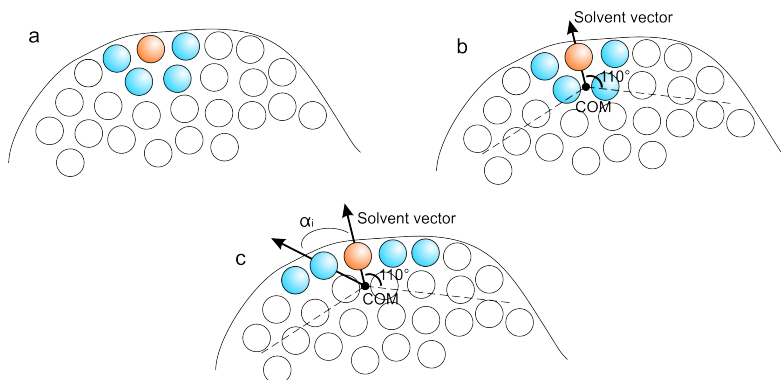 a
b
Solvent vector
110°
COM
c
αi
Solvent vector
110°
COM